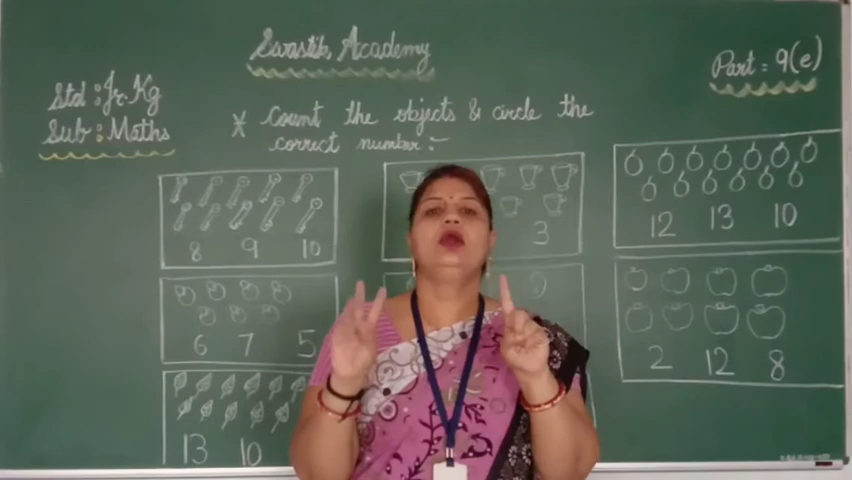 Swastik Academy
Part : 9(e)
Std : Jr. Kg
Sub : Maths
* Count the objects & circle the
correct number :-
8 9 10
3
12 13 10
6 7 5
2 12 8
13 10